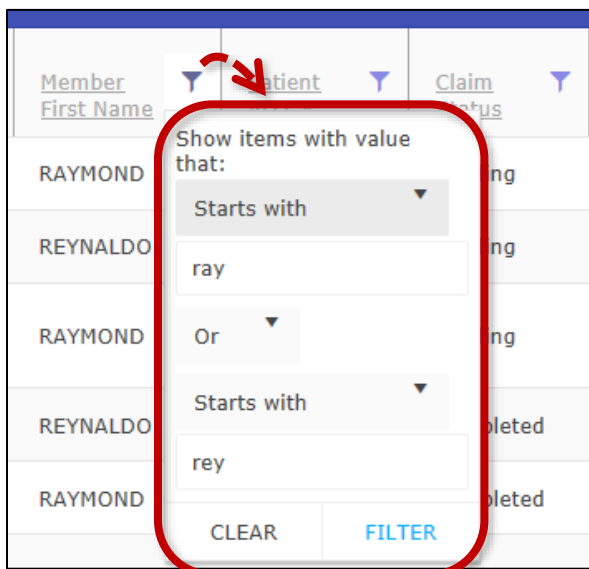 Member
First Name
Claim
Show items with value
that:
RAYMOND
Starts with
REYNALDO
ray
RAYMOND
Or
Starts with
REYNALDO
rey
RAYMOND
CLEAR
FILTER